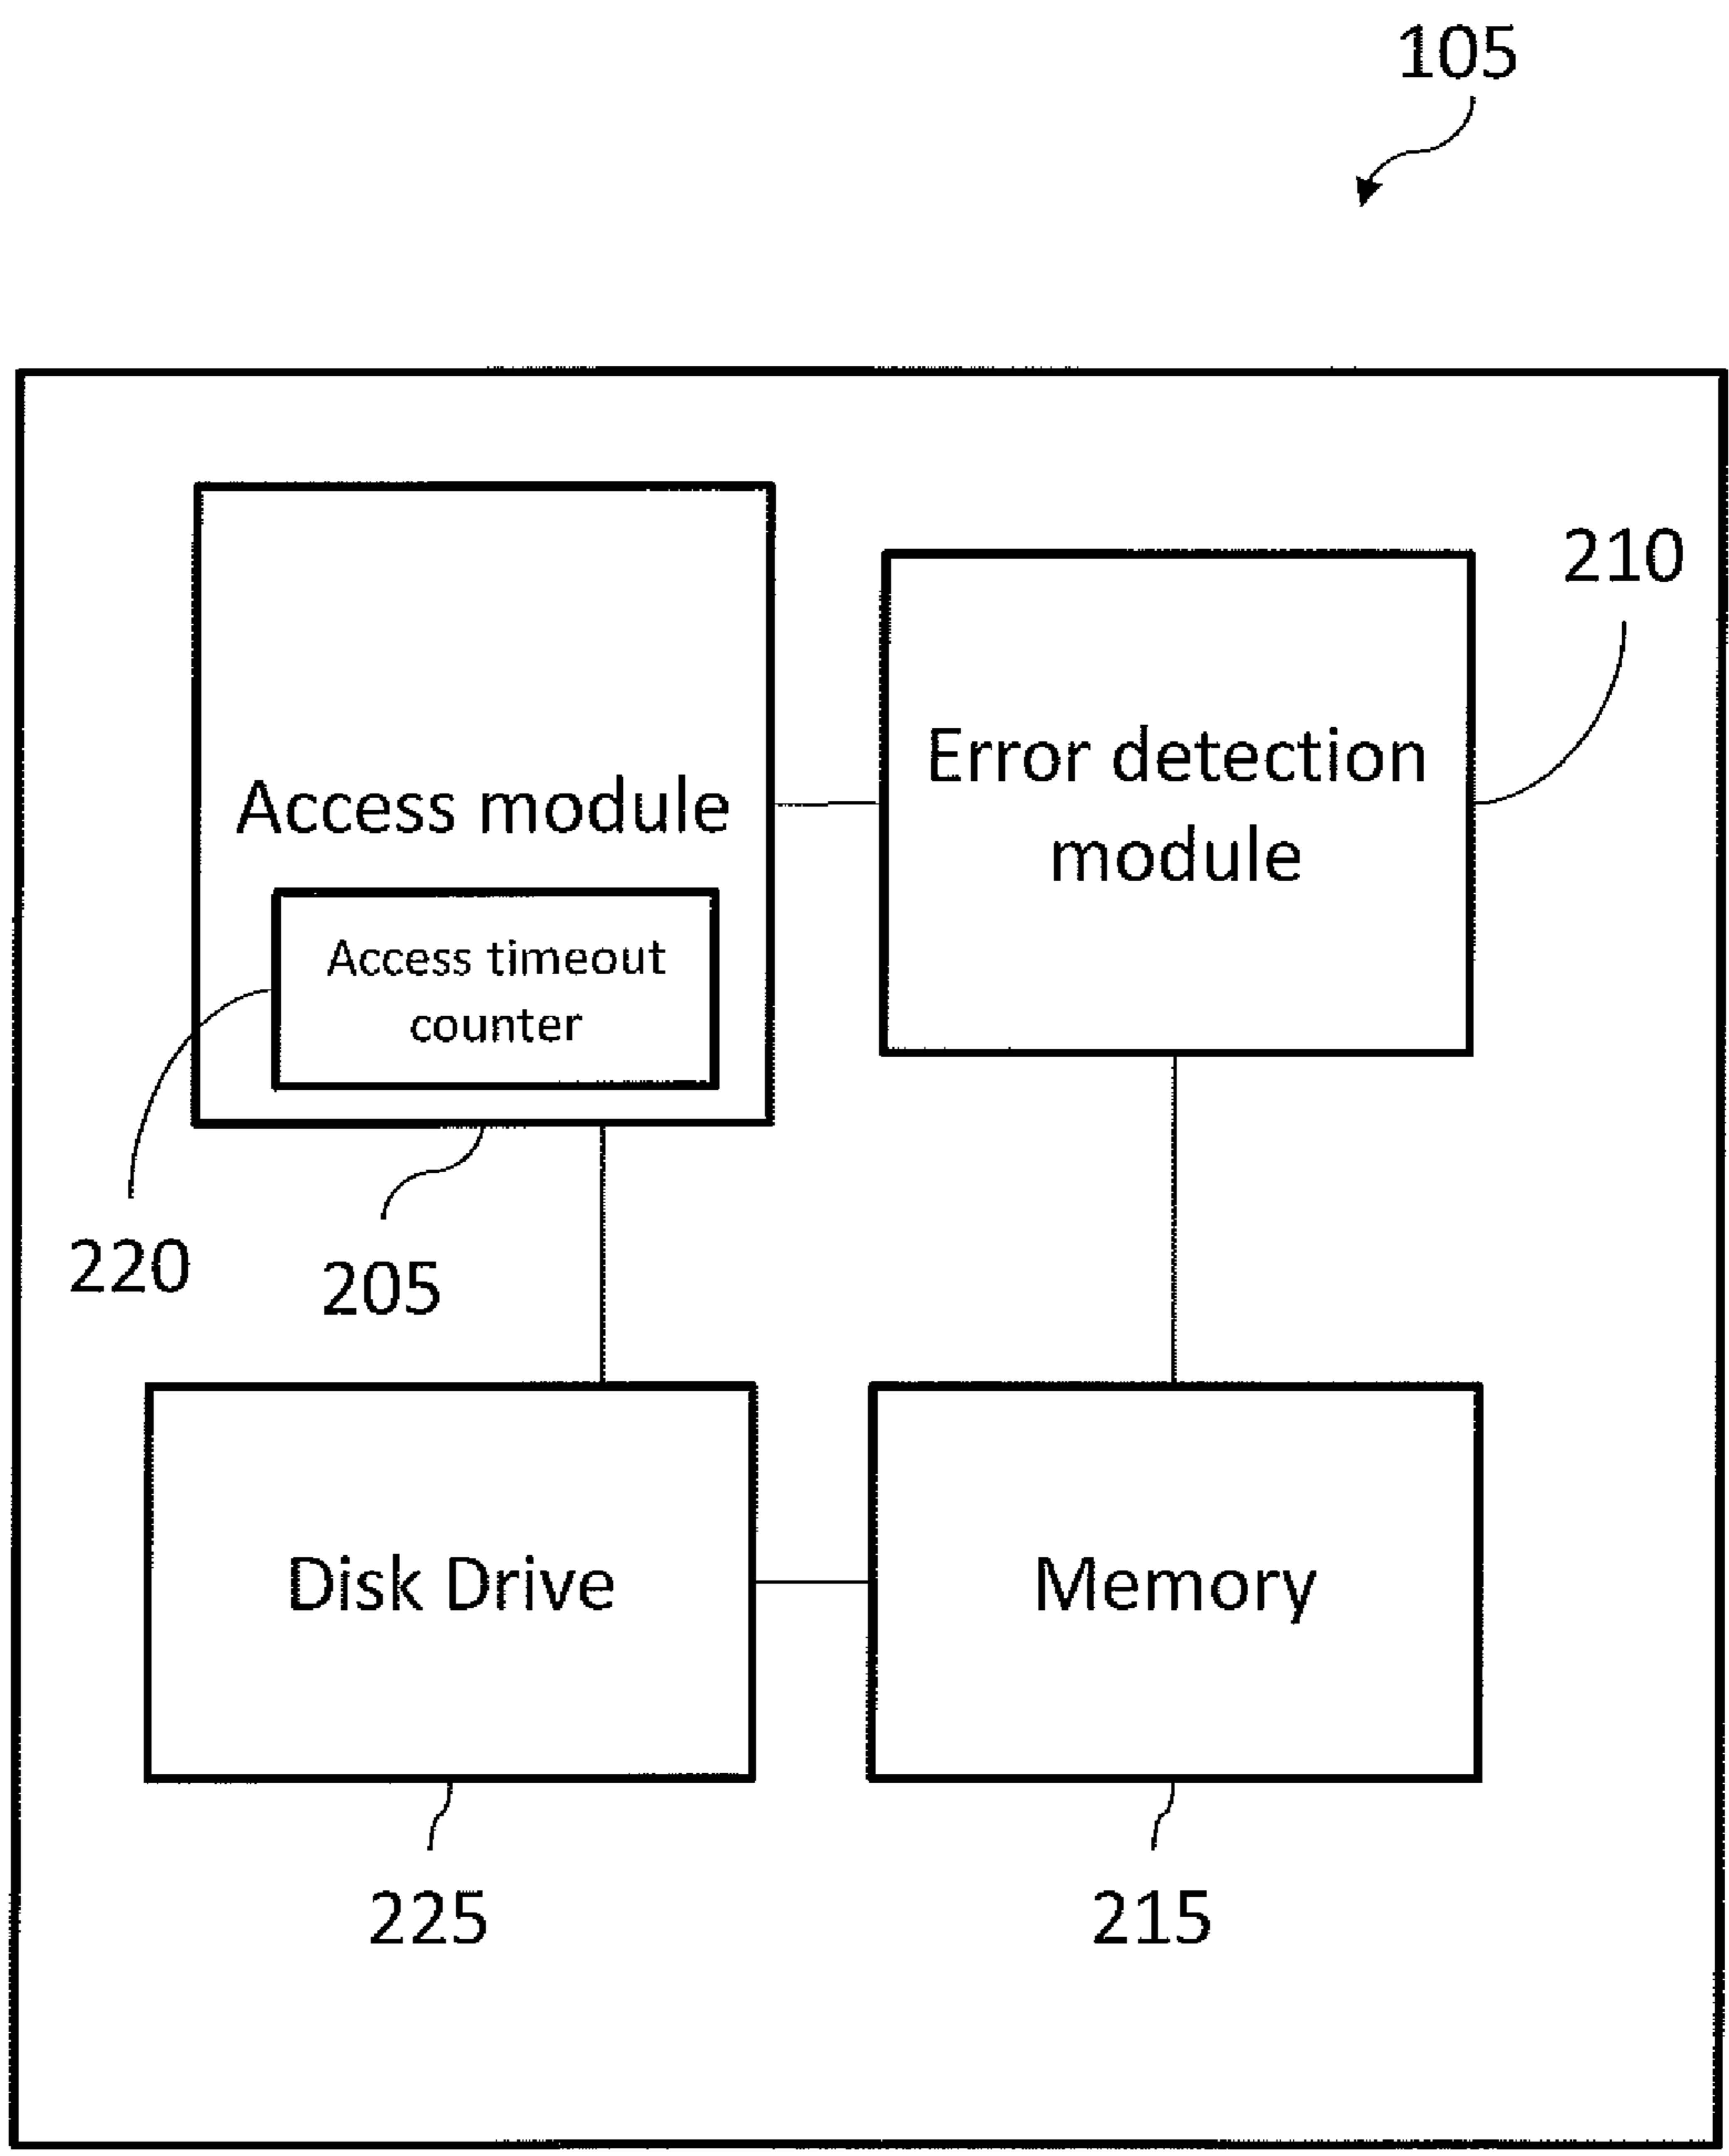 105
210
Error detection
module
Access module
Access timeout
counter
220
205
Disk Drive
Memory
225
215